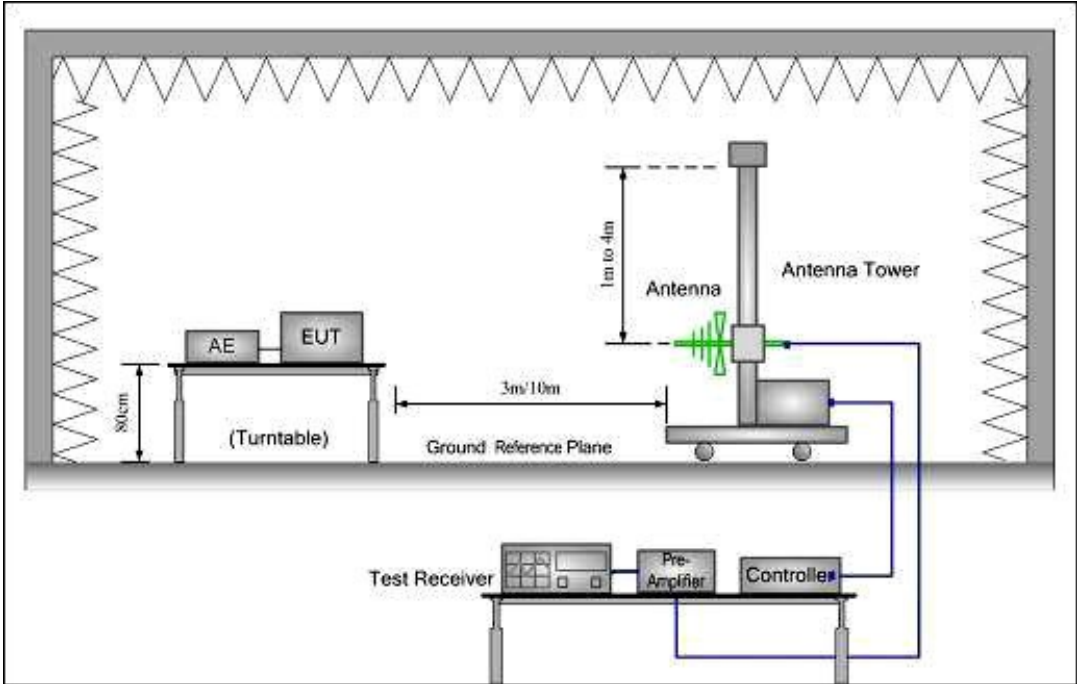 1m to 4m
Antenna Tower
Antenna
EUT
AE
3m/10m
80cm
(Turntable)
Ground Reference Plane
Test Receiver
Pre-
Amplifier
Controller